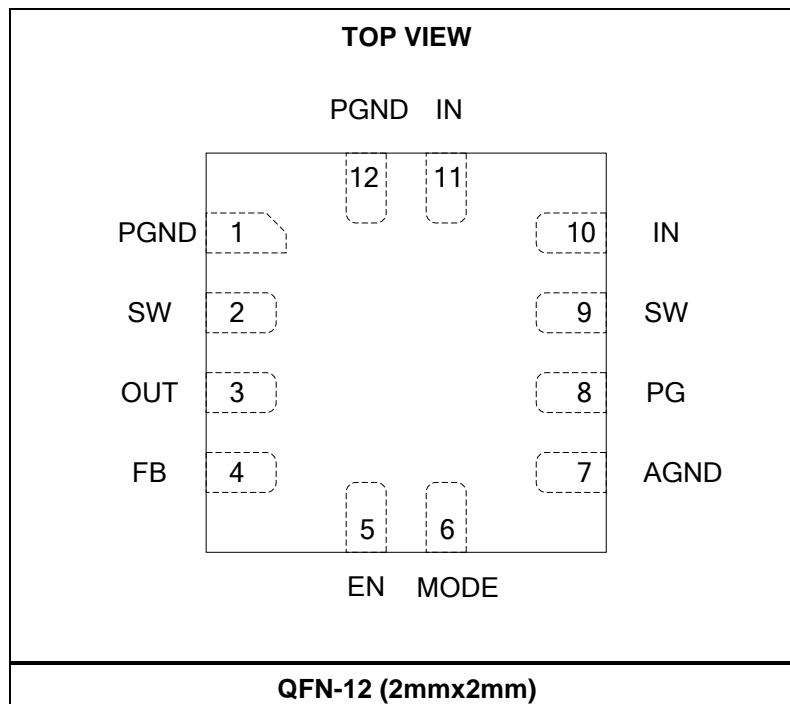 TOP VIEW
PGND IN
12 11
PGND 1 10 IN
SW 2 9 SW
OUT 3 8 PG
FB 4 7 AGND
5 6
EN MODE
QFN-12 (2mmx2mm)